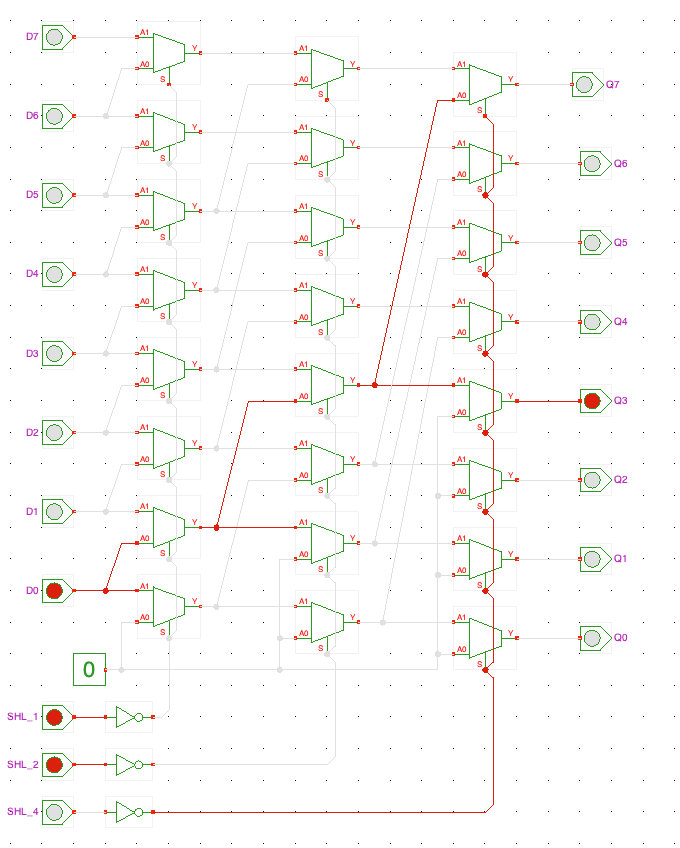 D7 A1
Y A1
A0 Y A1
S A0 Y Q7
S A0
D6 A1 S
Y A1
A0 Y A1
S A0 Y Q6
S A0
D5 A1 S
Y A1
A0 Y A1
S A0 Y Q5
S A0
D4 A1 S
Y A1
A0 Y A1
S A0 Y Q4
S A0
D3 A1 S
Y A1
A0 Y A1
S A0 Y Q3
S A0
D2 A1 S
Y A1
A0 Y A1
S A0 Y Q2
S A0
D1 A1 S
Y A1
A0 Y A1
S A0 Y Q1
S A0
D0 A1 S
Y A1
A0 Y A1
S A0 Y Q0
S A0
0 S
SHL_1
SHL_2
SHL_4